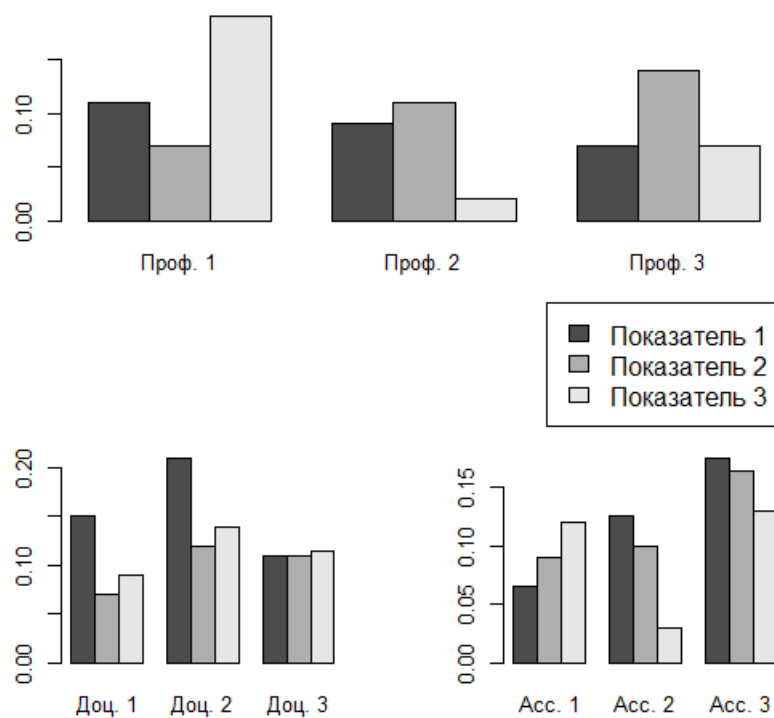 0.10
0.00
Проф. 1 Проф. 2 Проф. 3
Показатель 1
Показатель 2
Показатель 3
0.20
0.10
0.00
Доц. 1 Доц. 2 Доц. 3
0.15
0.10
0.05
0.00
Асс. 1 Асс. 2 Асс. 3